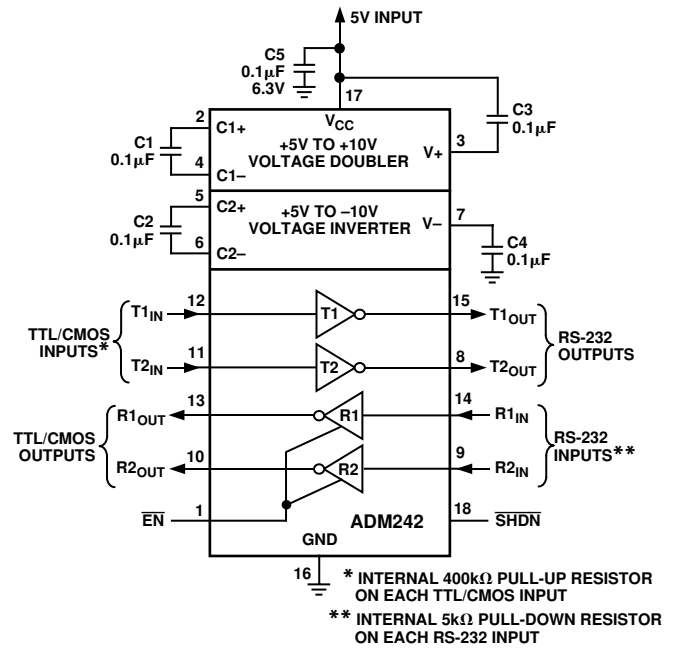 5V INPUT
C5
0.1µF
6.3V
17
C3
0.1µF
2
C1+
VCC
C1
0.1µF
+5V TO +10V
VOLTAGE DOUBLER
V+
3
4
C1–
5
C2+
C2
0.1µF
+5V TO –10V
VOLTAGE INVERTER
V–
7
6
C2–
C4
0.1µF
TTL/CMOS
INPUTS*
T1IN
12
T1
15
T1OUT
T2IN
11
T2
8
T2OUT
RS-232
OUTPUTS
TTL/CMOS
OUTPUTS
R1OUT
13
R1
14
R1IN
R2OUT
10
R2
9
R2IN
RS-232
INPUTS**
EN
1
ADM242
18
SHDN
GND
16
* INTERNAL 400kΩ PULL-UP RESISTOR
ON EACH TTL/CMOS INPUT
** INTERNAL 5kΩ PULL-DOWN RESISTOR
ON EACH RS-232 INPUT